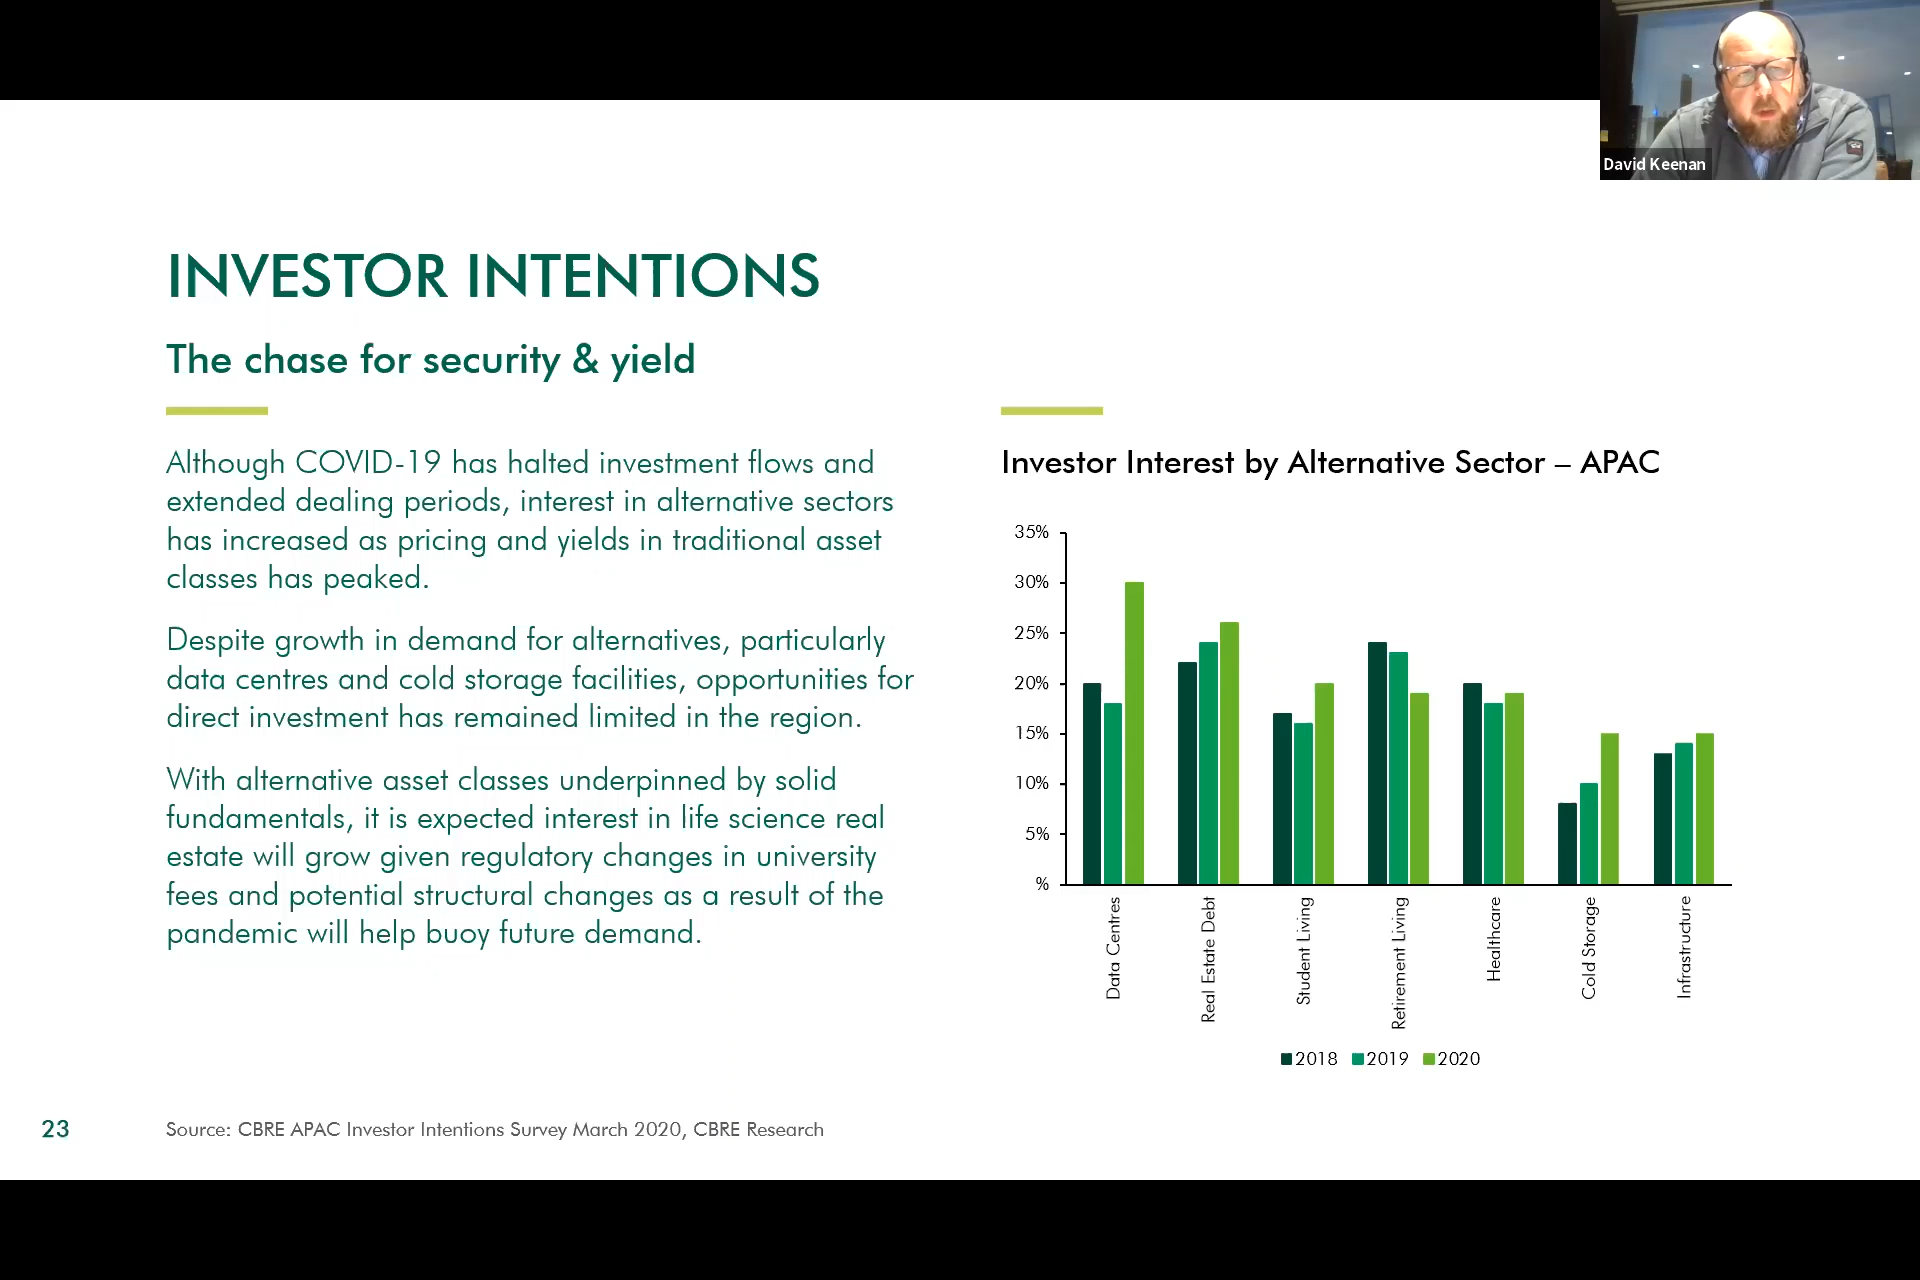 David Keenan
INVESTOR INTENTIONS
The chase for security & yield
Although COVID-19 has halted investment flows and
extended dealing periods, interest in alternative sectors
has increased as pricing and yields in traditional asset
classes has peaked.
Despite growth in demand for alternatives, particularly
data centres and cold storage facilities, opportunities for
direct investment has remained limited in the region.
With alternative asset classes underpinned by solid
fundamentals, it is expected interest in life science real
estate will grow given regulatory changes in university
fees and potential structural changes as a result of the
pandemic will help buoy future demand.
Investor Interest by Alternative Sector – APAC
35%
30%
25%
20%
15%
10%
5%
%
Data Centres
Real Estate Debt
Student Living
Retirement Living
Healthcare
Cold Storage
Infrastructure
2018 2019 2020
23
Source: CBRE APAC Investor Intentions Survey March 2020, CBRE Research